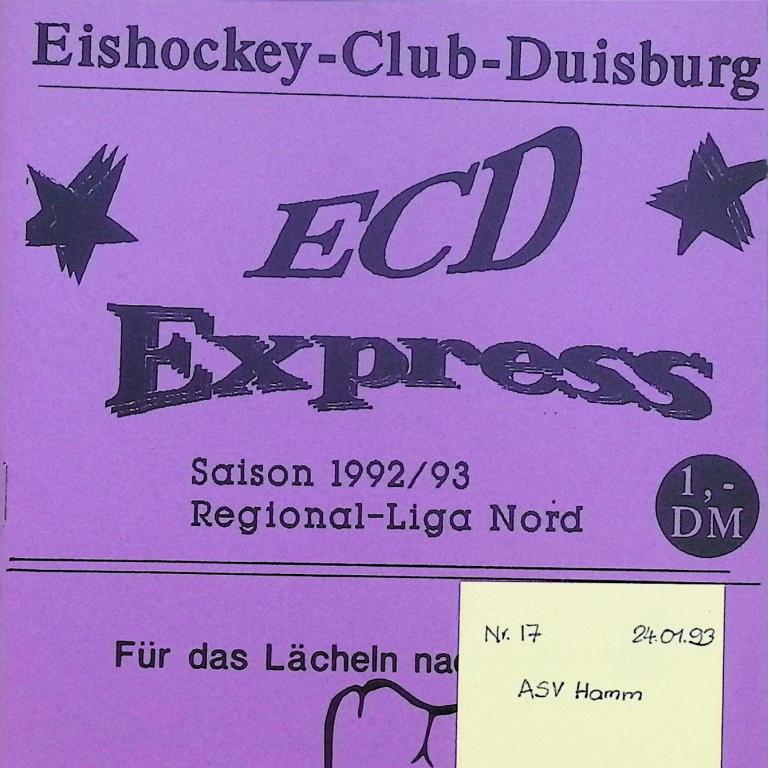 Eishockey-Club-Duisburg
ECD
Express
Saison 1992/93
Regional-Liga Nord
1,-
DM
Für das Lächeln
Nr. 17 24.01.93
ASV Hamm